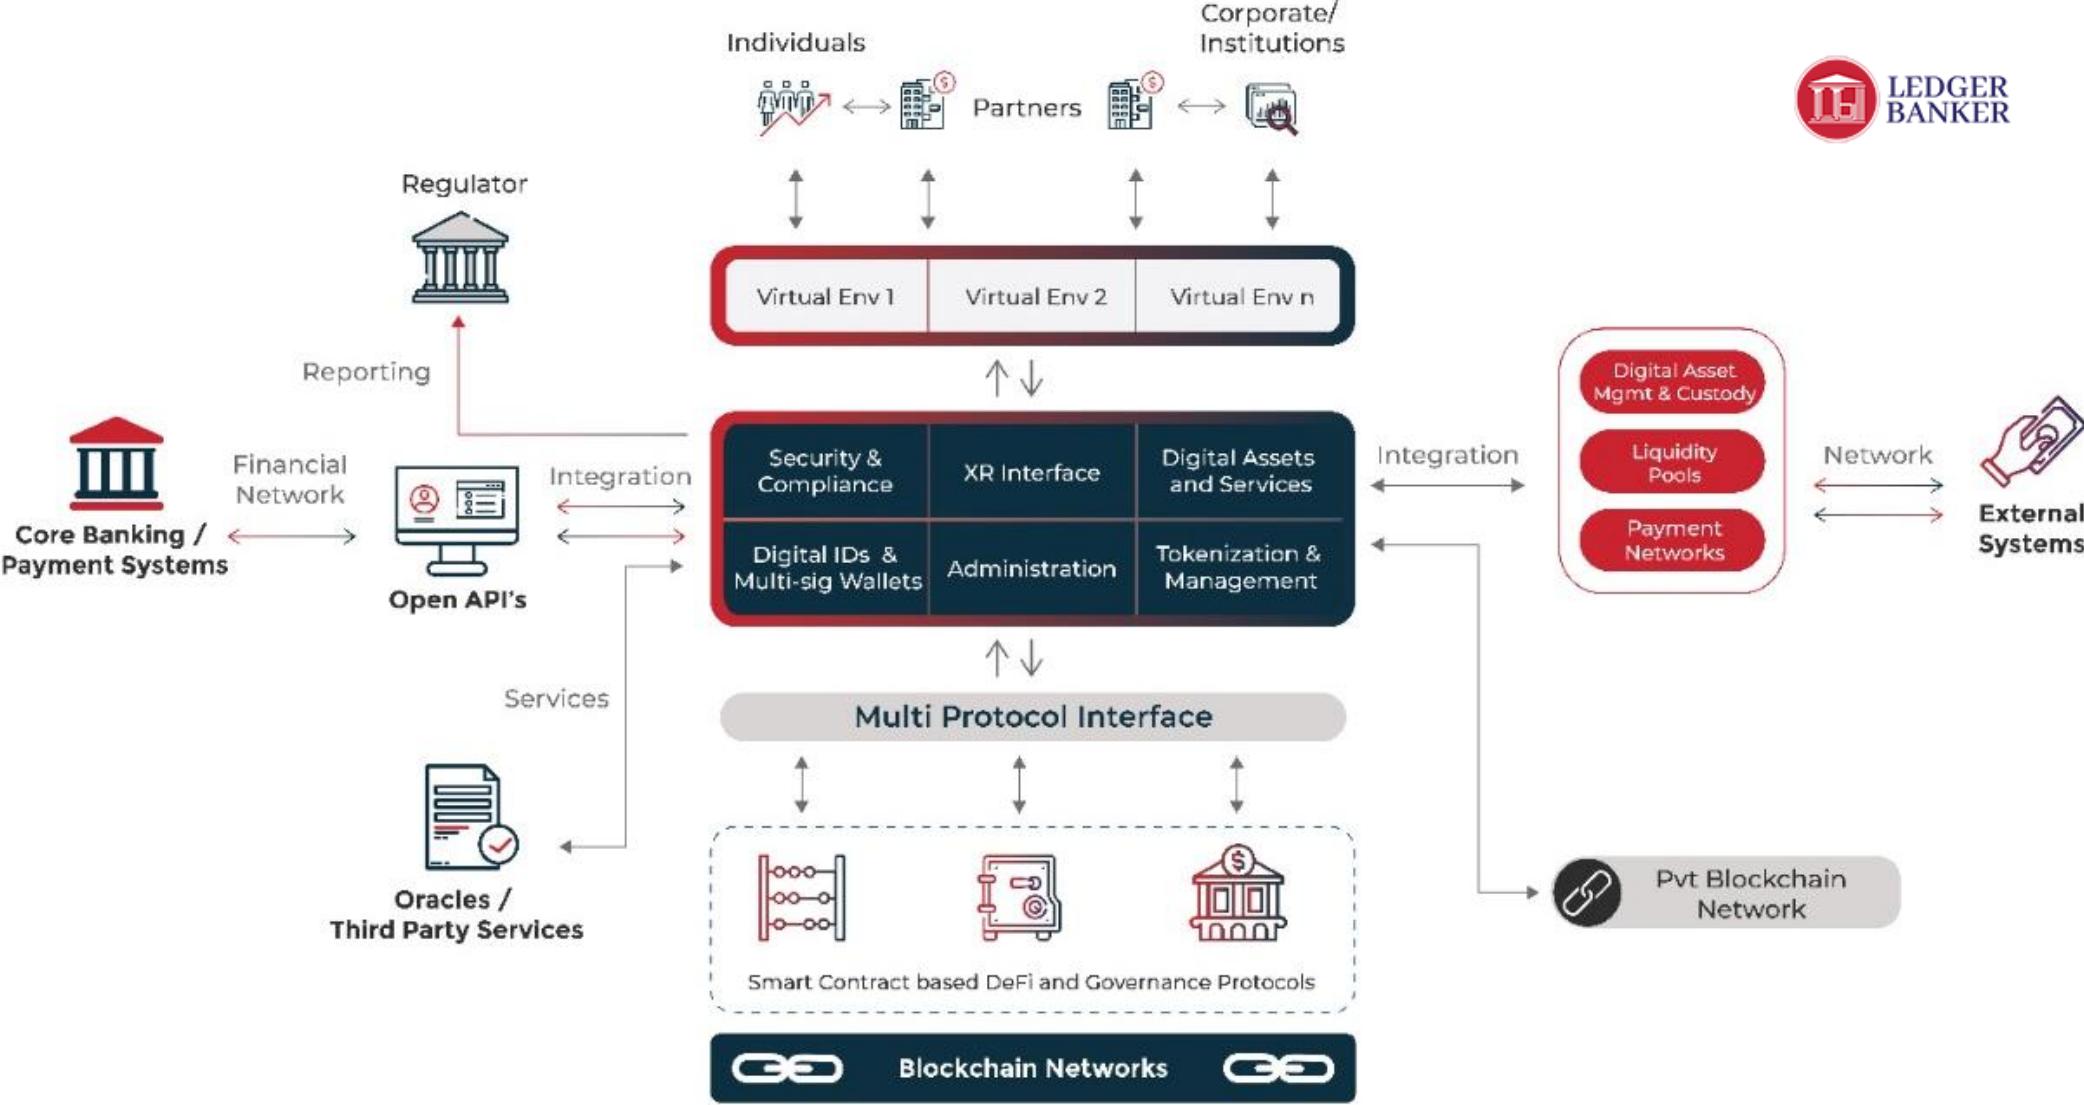 Individuals
Corporate/
Institutions
Partners
LEDGER
BANKER
Regulator
Virtual Env 1
Virtual Env 2
Virtual Env n
Reporting
Core Banking /
Payment Systems
Financial
Network
Open API's
Integration
Security &
Compliance
XR Interface
Digital Assets
and Services
Digital IDs &
Multi-sig Wallets
Administration
Tokenization &
Management
Integration
Digital Asset
Mgmt & Custody
Liquidity
Pools
Payment
Networks
Network
External
Systems
Services
Multi Protocol Interface
Oracles /
Third Party Services
$
Smart Contract based DeFi and Governance Protocols
Pvt Blockchain
Network
Blockchain Networks